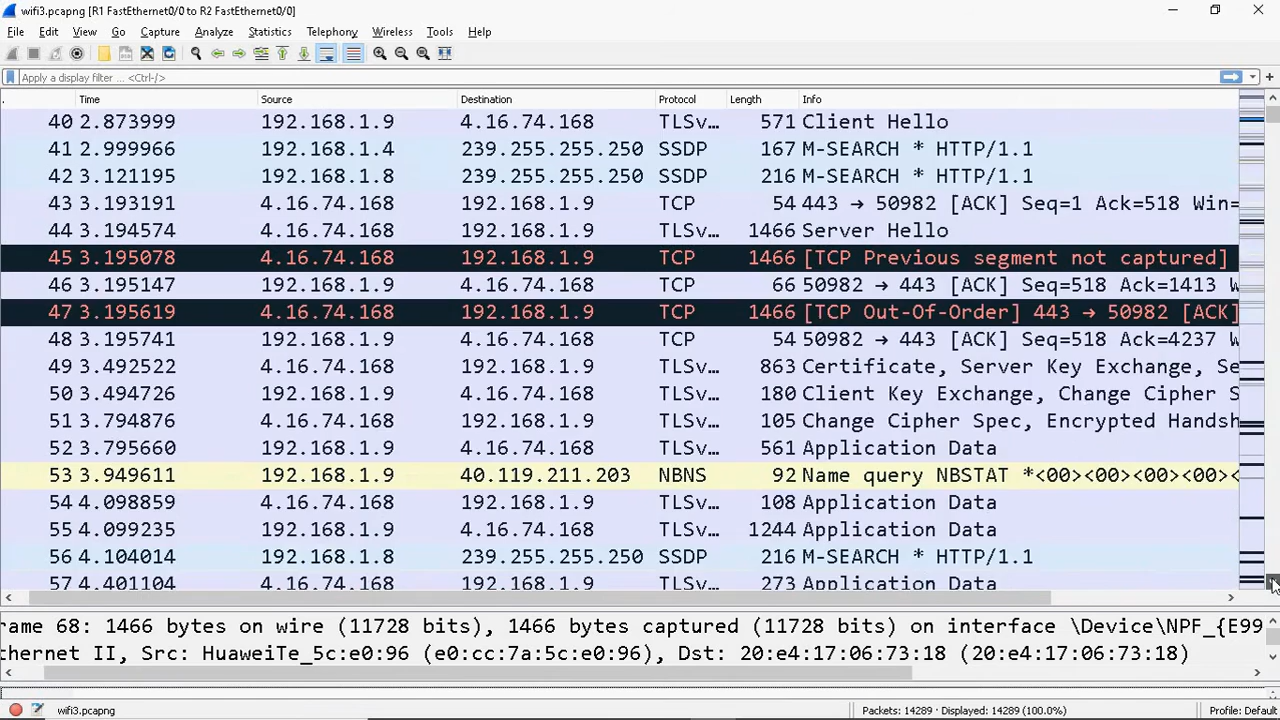 wifi3.pcapng [R1 FastEthernet0/0 to R2 FastEthernet0/0]
File Edit View Go Capture Analyze Statistics Telephony Wireless Tools Help
Apply a display filter ... <Ctrl-/>
. Time Source Destination Protocol Length Info
40 2.873999 192.168.1.9 4.16.74.168 TLSv… 571 Client Hello
41 2.999966 192.168.1.4 239.255.255.250 SSDP 167 M-SEARCH * HTTP/1.1
42 3.121195 192.168.1.8 239.255.255.250 SSDP 216 M-SEARCH * HTTP/1.1
43 3.193191 4.16.74.168 192.168.1.9 TCP 54 443 → 50982 [ACK] Seq=1 Ack=518 Win=
44 3.194574 4.16.74.168 192.168.1.9 TLSv… 1466 Server Hello
45 3.195078 4.16.74.168 192.168.1.9 TCP 1466 [TCP Previous segment not captured]
46 3.195147 192.168.1.9 4.16.74.168 TCP 66 50982 → 443 [ACK] Seq=518 Ack=1413 W
47 3.195619 4.16.74.168 192.168.1.9 TCP 1466 [TCP Out-Of-Order] 443 → 50982 [ACK]
48 3.195741 192.168.1.9 4.16.74.168 TCP 54 50982 → 443 [ACK] Seq=518 Ack=4237 W
49 3.492522 4.16.74.168 192.168.1.9 TLSv… 863 Certificate, Server Key Exchange, Se
50 3.494726 192.168.1.9 4.16.74.168 TLSv… 180 Client Key Exchange, Change Cipher S
51 3.794876 4.16.74.168 192.168.1.9 TLSv… 105 Change Cipher Spec, Encrypted Handsh
52 3.795660 192.168.1.9 4.16.74.168 TLSv… 561 Application Data
53 3.949611 192.168.1.9 40.119.211.203 NBNS 92 Name query NBSTAT *<00><00><00><00><
54 4.098859 4.16.74.168 192.168.1.9 TLSv… 108 Application Data
55 4.099235 4.16.74.168 192.168.1.9 TLSv… 1244 Application Data
56 4.104014 192.168.1.8 239.255.255.250 SSDP 216 M-SEARCH * HTTP/1.1
57 4.401104 4.16.74.168 192.168.1.9 TLSv… 273 Application Data
rame 68: 1466 bytes on wire (11728 bits), 1466 bytes captured (11728 bits) on interface \Device\NPF_{E99
thernet II, Src: HuaweiTe_5c:e0:96 (e0:cc:7a:5c:e0:96), Dst: 20:e4:17:06:73:18 (20:e4:17:06:73:18)
wifi3.pcapng Packets: 14289 · Displayed: 14289 (100.0%) Profile: Default